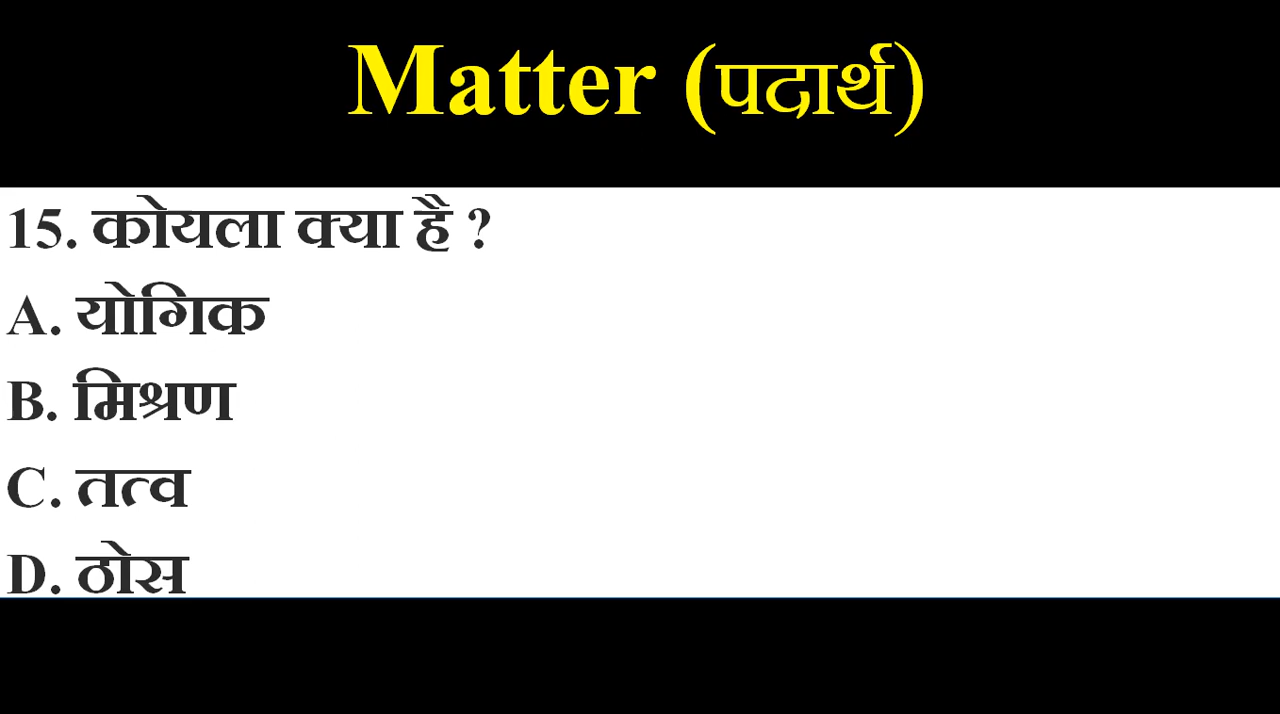 Matter (पदार्थ)
15. कोयला क्या है ?
A. योगिक
B. मिश्रण
C. तत्व
D. ठोस